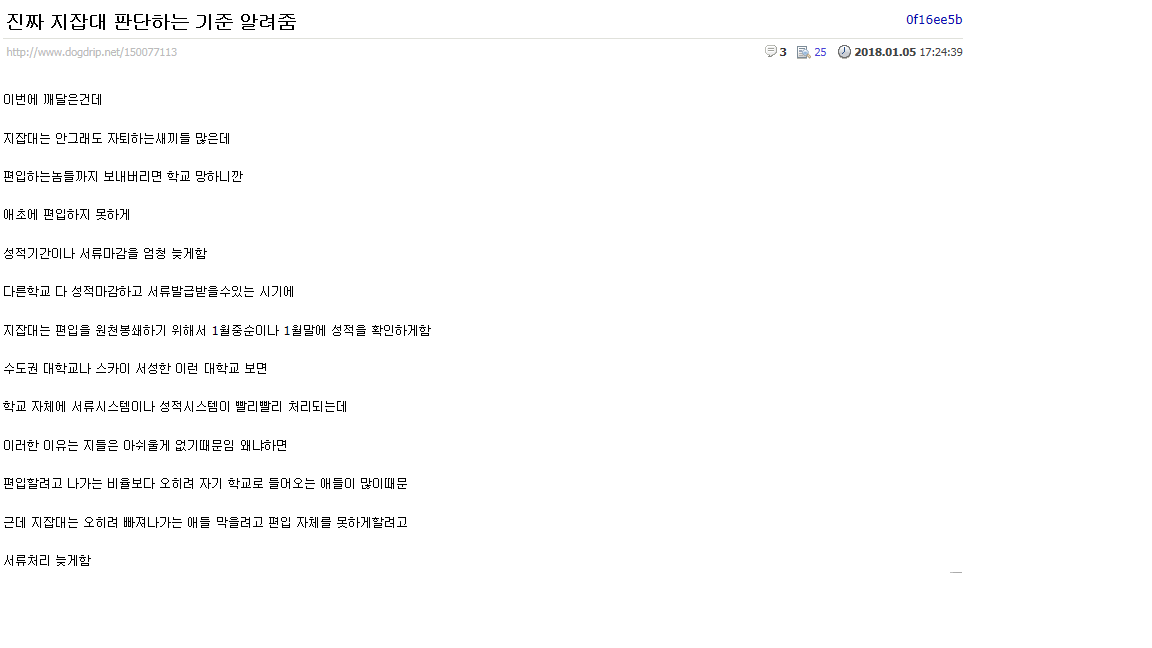 진짜 지잡대 판단하는 기준 알려줌
0f16ee5b
http://www.dogdrip.net/150077113
3 25 2018.01.05 17:24:39
이번에 깨달은건데
지잡대는 안그래도 자퇴하는새끼들 많은데
편입하는놈들까지 보내버리면 학교 망하니깐
애초에 편입하지 못하게
성적기간이나 서류마감을 엄청 늦게함
다른학교 다 성적마감하고 서류발급받을수있는 시기에
지잡대는 편입을 원천봉쇄하기 위해서 1월중순이나 1월말에 성적을 확인하게함
수도권 대학교나 스카이 서성한 이런 대학교 보면
학교 자체에 서류시스템이나 성적시스템이 빨리빨리 처리되는데
이러한 이유는 지들은 아쉬울게 없기때문임 왜냐하면
편입할려고 나가는 비율보다 오히려 자기 학교로 들어오는 애들이 많이때문
근데 지잡대는 오히려 빠져나가는 애들 막을려고 편입 자체를 못하게할려고
서류처리 늦게함